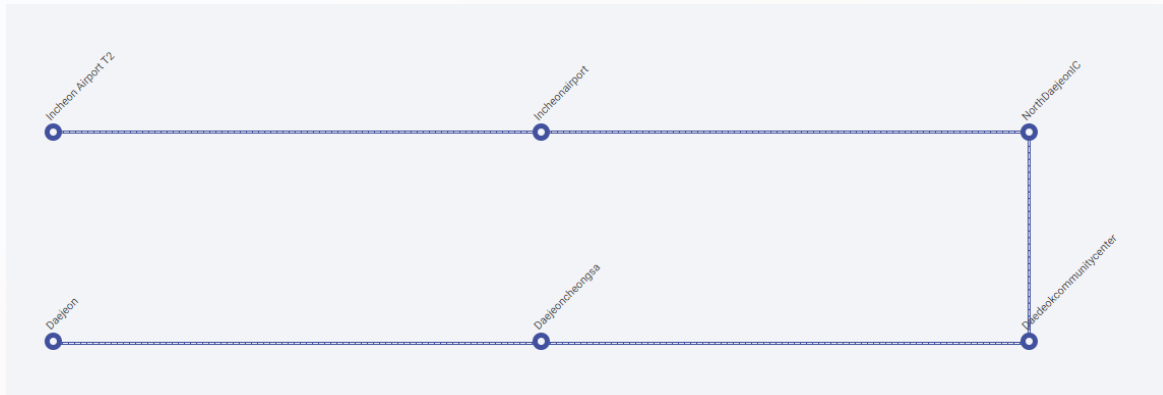 Incheon Airport T2
Incheonairport
NorthDaejeonIC
Daejeon
Daejeoncheongsa
Daedeokcommunitycenter